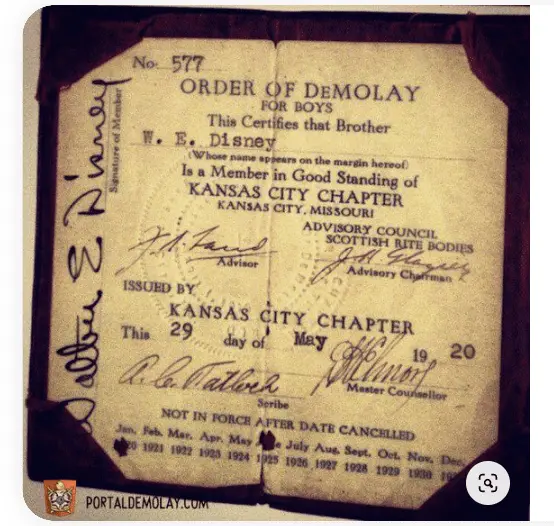 No. 577
ORDER OF DEMOLAY
FOR BOYS
This Certifies that Brother
W. E. Disney
(Whose name appears on the margin hereof)
Is a Member in Good Standing of
KANSAS CITY CHAPTER
KANSAS CITY, MISSOURI
ADVISORY COUNCIL
SCOTTISH RITE BODIES
Advisor
Advisory Chairman
ISSUED BY
KANSAS CITY CHAPTER
This 29 day of May 1920
Scribe
Master Counsellor
NOT IN FORCE AFTER DATE CANCELLED
Jan. Feb. Mar. Apr. May July Aug. Sept. Oct. Nov. Dec.
1921 1922 1923 1924 1925 1926 1927 1928 1929 1930
Walter E Disney
Signature of Member
PORTALDEMOLAY.COM